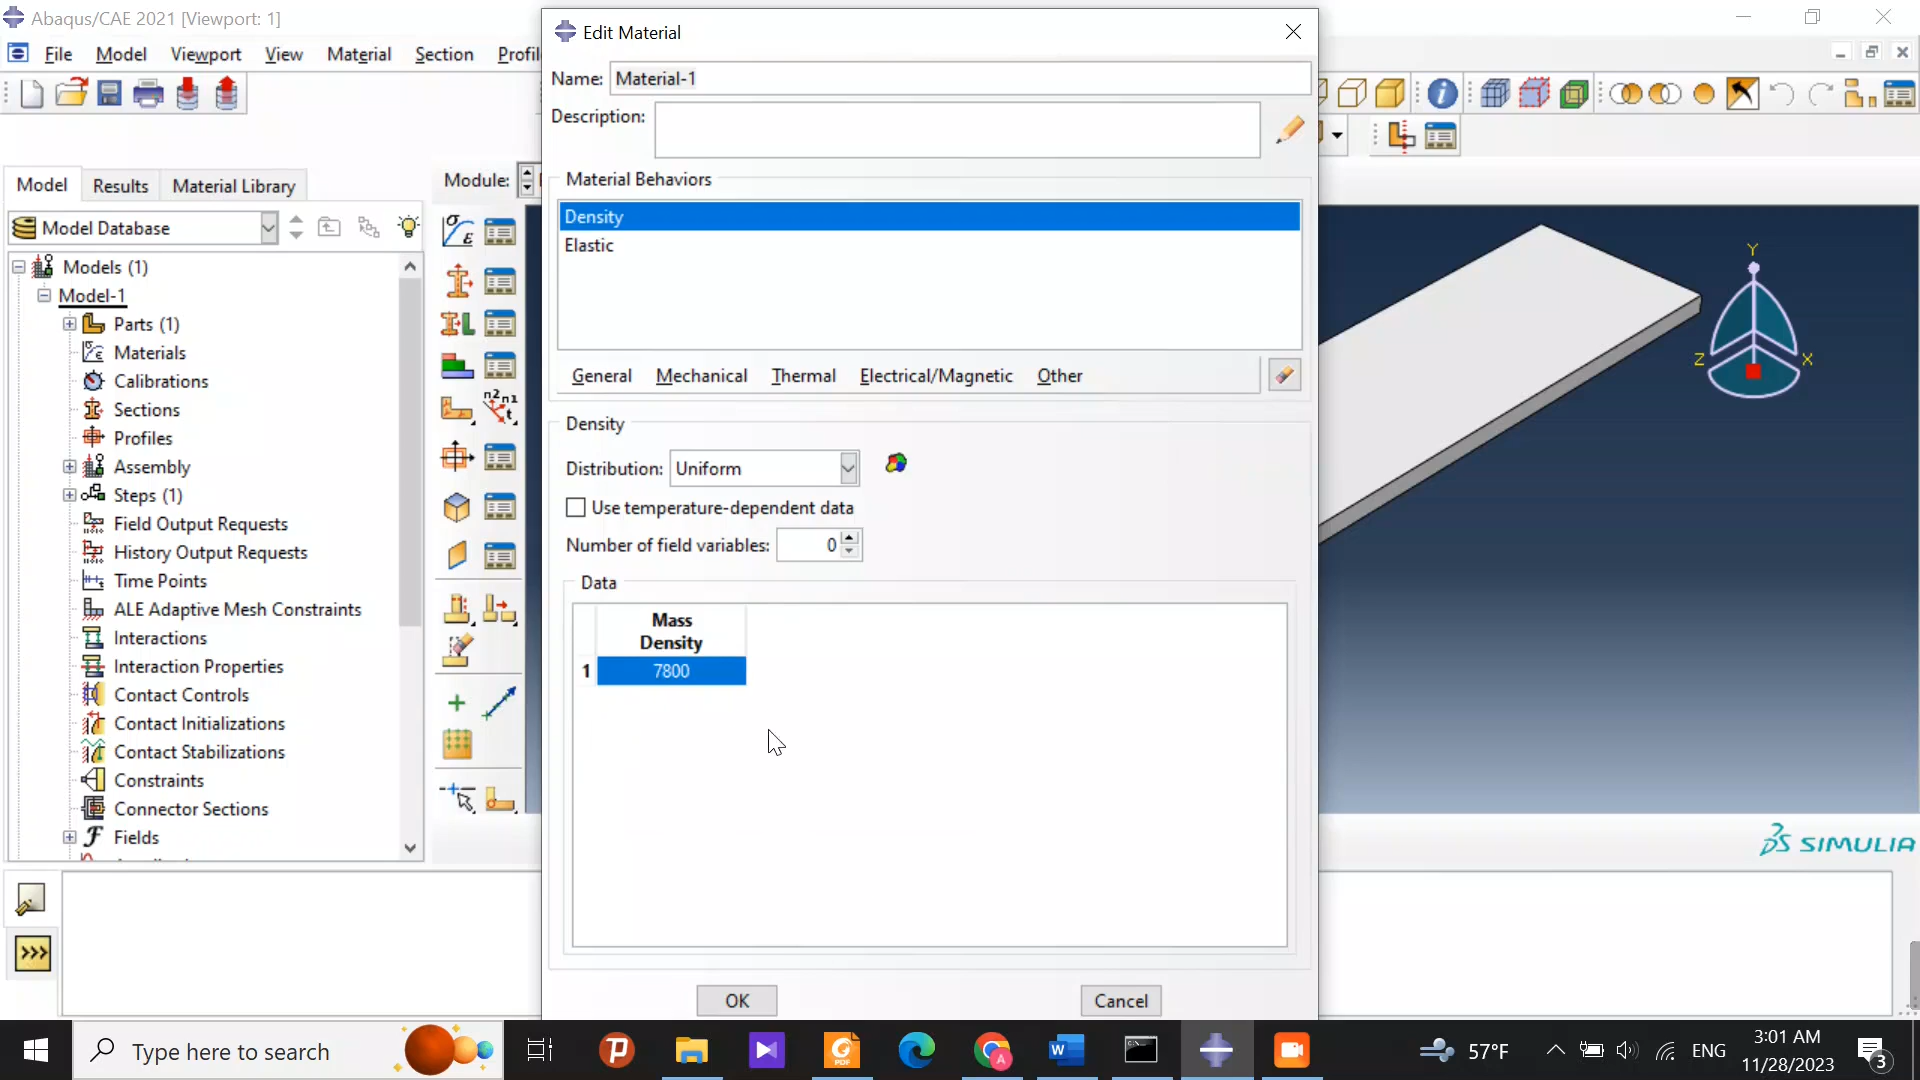 Abaqus/CAE 2021 [Viewport: 1]
File Model Viewport View Material Section
Edit Material
Name: Material-1
Description:
Material Behaviors
Density
Elastic
General Mechanical Thermal Electrical/Magnetic Other
Density
Distribution: Uniform
Use temperature-dependent data
Number of field variables: 0
Data
Mass
Density
1 7800
OK Cancel
Model Results Material Library
Module:
Model Database
Models (1)
Model-1
Parts (1)
Materials
Calibrations
Sections
Profiles
Assembly
Steps (1)
Field Output Requests
History Output Requests
Time Points
ALE Adaptive Mesh Constraints
Interactions
Interaction Properties
Contact Controls
Contact Initializations
Contact Stabilizations
Constraints
Connector Sections
Fields
Y
Z X
SIMULIA
Type here to search
57°F
ENG
3:01 AM
11/28/2023
3